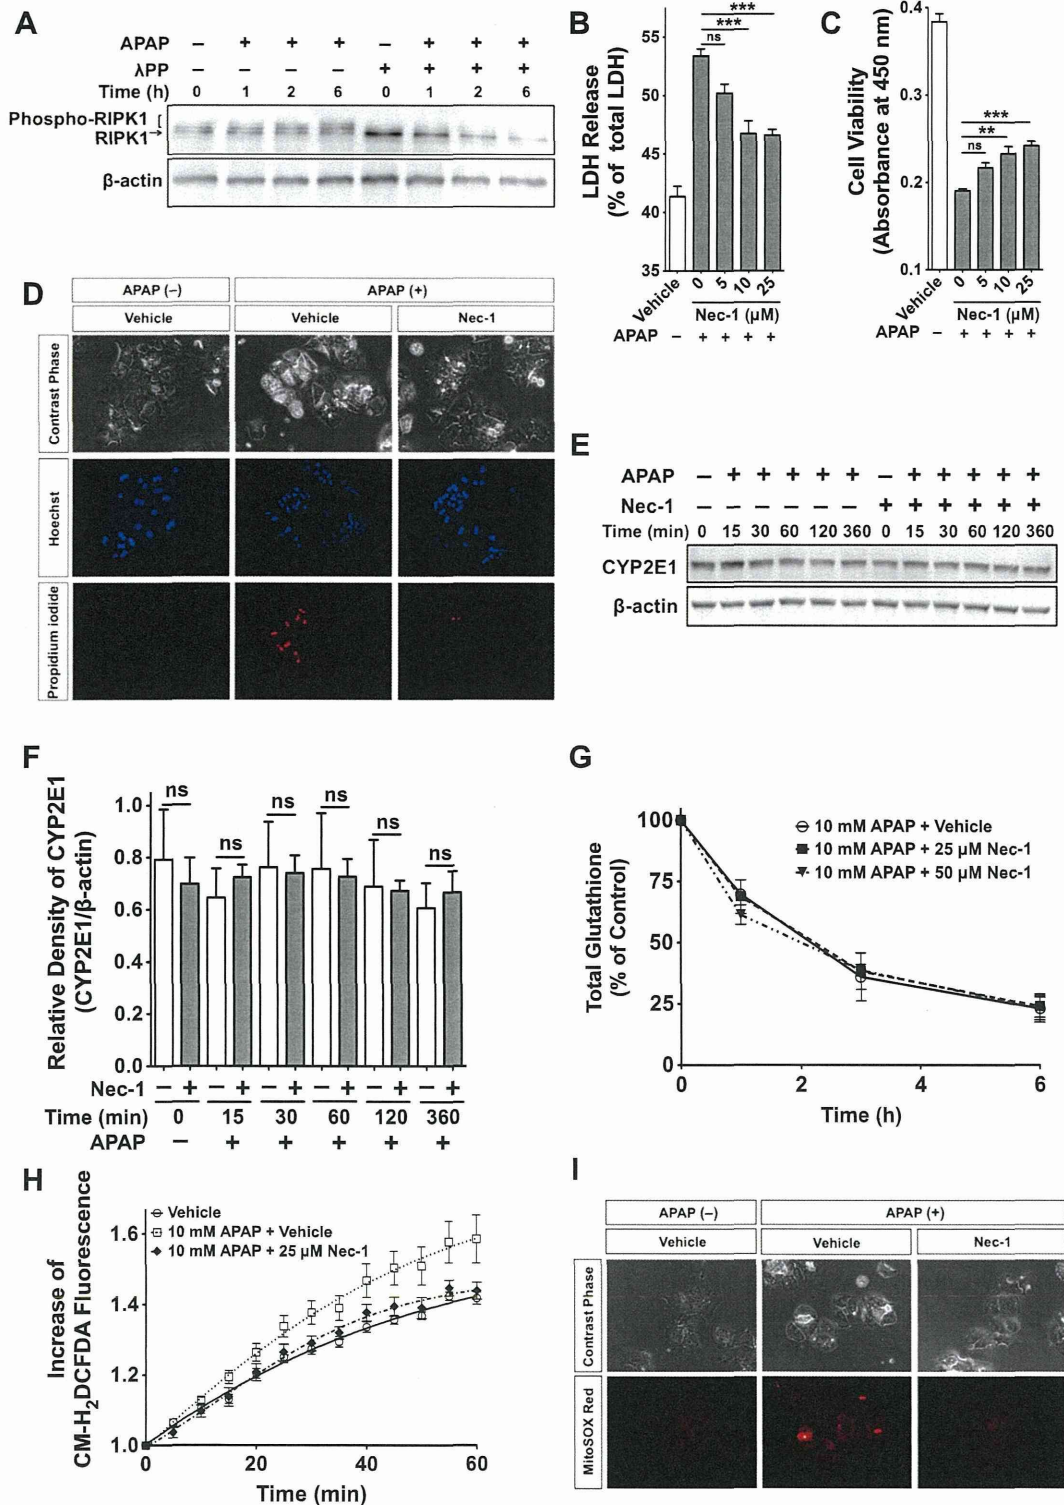 A
APAP – + + + – + + +
λPP – – – – + + + +
Time (h) 0 1 2 6 0 1 2 6
Phospho-RIPK1
RIPK1
β-actin
B
LDH Release
(% of total LDH)
55
50
45
40
35
***
***
ns
Vehicle 0 5 10 25
Nec-1 (μM)
APAP – + + + +
C
Cell Viability
(Absorbance at 450 nm)
0.4
0.3
0.2
0.1
***
**
ns
Vehicle 0 5 10 25
Nec-1 (μM)
APAP – + + + +
D
APAP (–) APAP (+)
Vehicle Vehicle Nec-1
Contrast Phase
Hoechst
Propidium iodide
E
APAP – + + + + + – + + + + +
Nec-1 – – – – – – + + + + + +
Time (min) 0 15 30 60 120 360 0 15 30 60 120 360
CYP2E1
β-actin
F
Relative Density of CYP2E1
(CYP2E1/β-actin)
1.0
0.8
0.6
0.4
0.2
0.0
ns ns ns ns ns ns
Nec-1 – + – + – + – + – + – +
Time (min) 0 15 30 60 120 360
APAP – + + + + +
G
Total Glutathione
(% of Control)
100
75
50
25
0
10 mM APAP + Vehicle
10 mM APAP + 25 μM Nec-1
10 mM APAP + 50 μM Nec-1
0 2 4 6
Time (h)
H
Increase of
CM-H₂DCFDA Fluorescence
1.6
1.4
1.2
1.0
Vehicle
10 mM APAP + Vehicle
10 mM APAP + 25 μM Nec-1
0 20 40 60
Time (min)
I
APAP (–) APAP (+)
Vehicle Vehicle Nec-1
Contrast Phase
MitoSOX Red